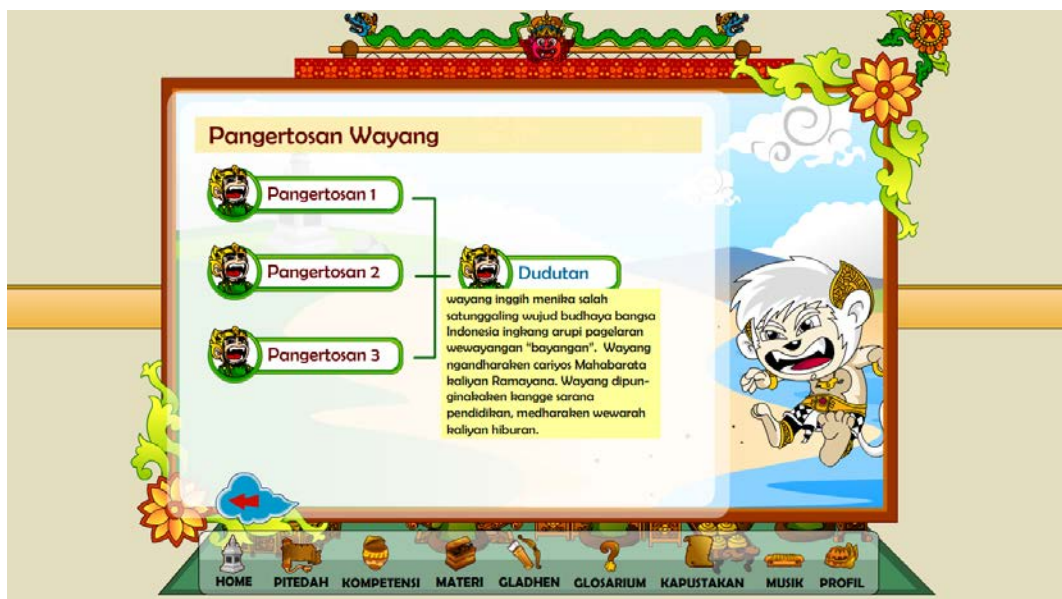 X
Pangertosan Wayang
Pangertosan 1
Pangertosan 2
Pangertosan 3
Dudutan
wayang inggih menika salah
satunggaling wujud budhaya bangsa
Indonesia ingkang arupi pagelaran
wewayangan "bayangan". Wayang
ngandharaken cariyos Mahabarata
kaliyan Ramayana. Wayang dipun-
ginakaken kangge sarana
pendidikan, medharaken wewarah
kaliyan hiburan.
HOME PITEDAH KOMPETENSI MATERI GLADHEN GLOSARIUM KAPUSTAKAN MUSIK PROFIL